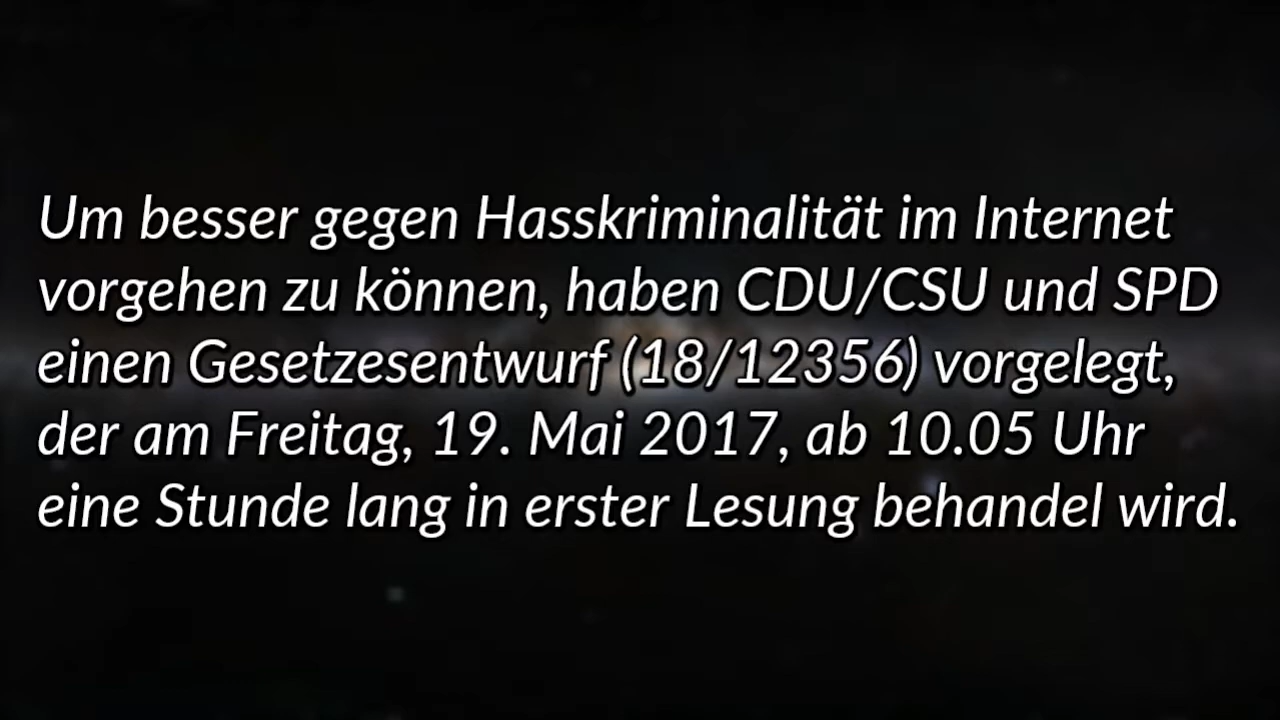 Um besser gegen Hasskriminalität im Internet
vorgehen zu können, haben CDU/CSU und SPD
einen Gesetzesentwurf (18/12356) vorgelegt,
der am Freitag, 19. Mai 2017, ab 10.05 Uhr
eine Stunde lang in erster Lesung behandel wird.